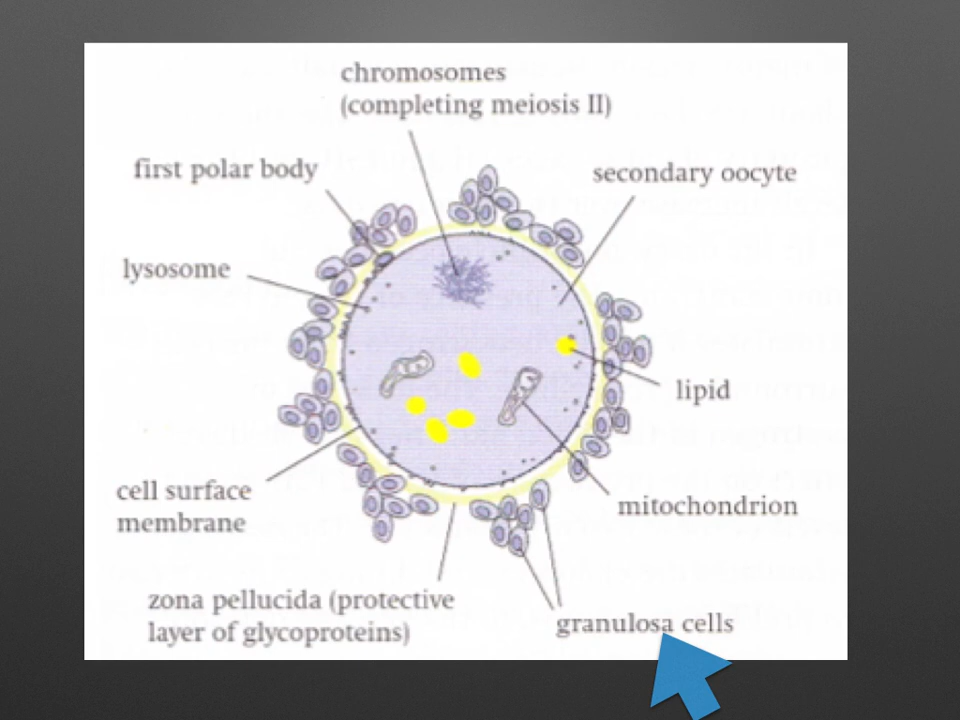 chromosomes
(completing meiosis II)
first polar body
secondary oocyte
lysosome
lipid
cell surface
membrane
mitochondrion
zona pellucida (protective
layer of glycoproteins)
granulosa cells